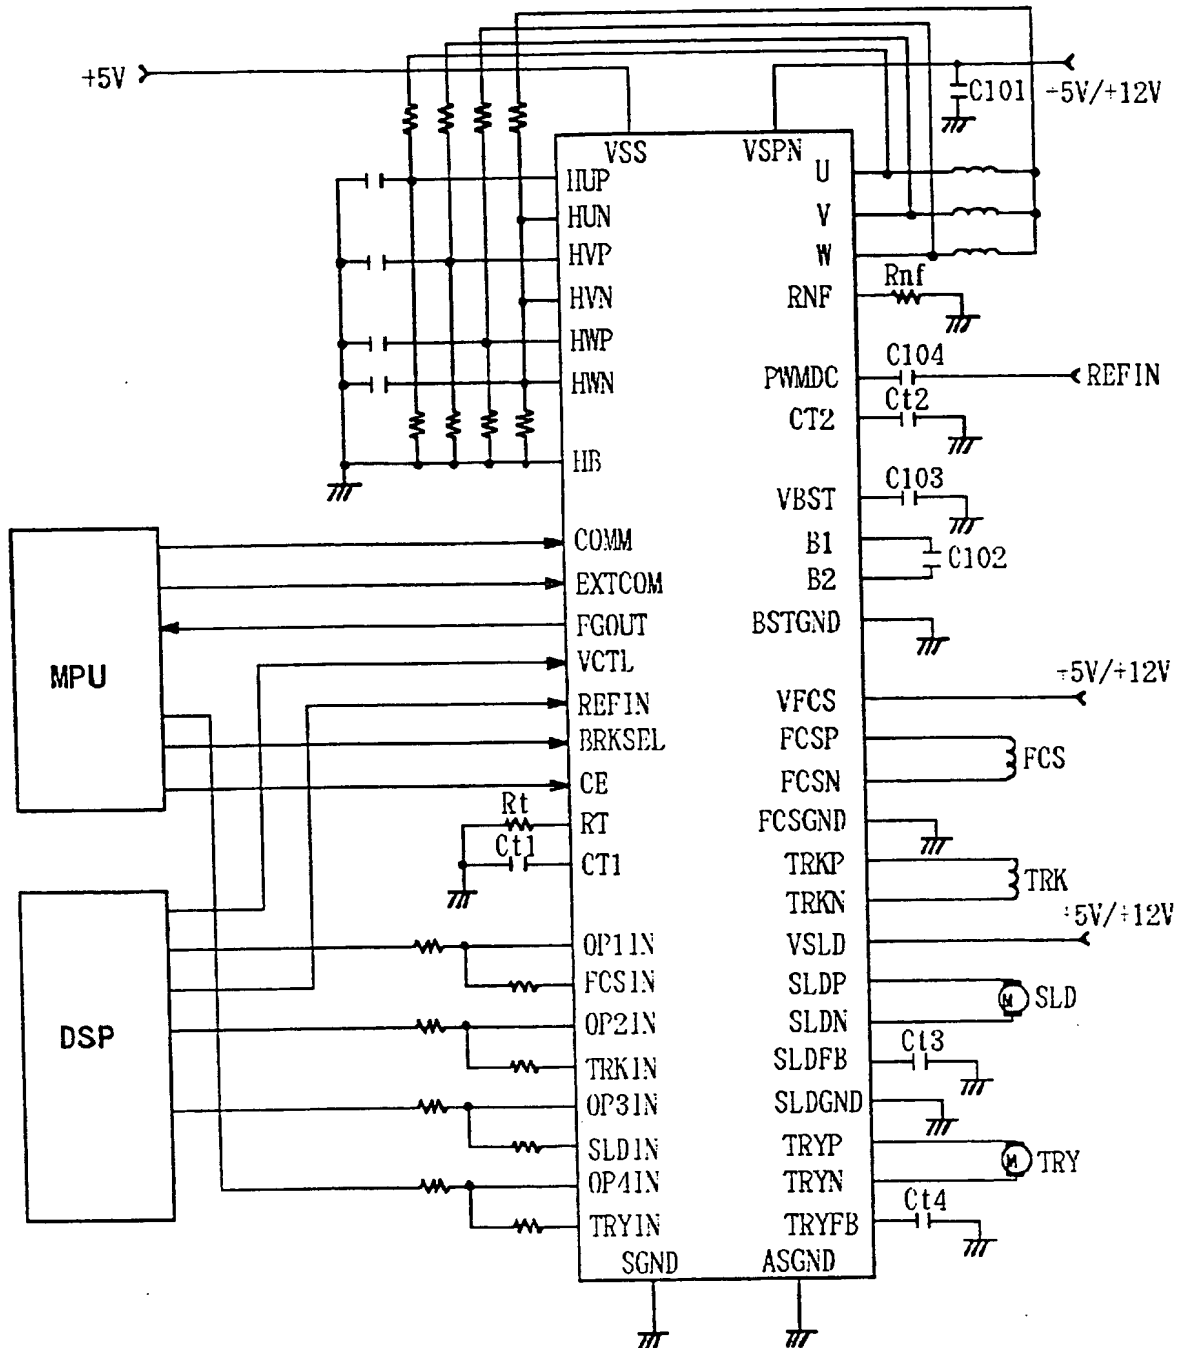 +5V
C101
+5V/+12V
VSS
VSPN
HUP
HUN
HVP
HVN
HWP
HWN
HB
COMM
EXTCOM
FGOUT
VCTL
REFIN
BRKSEL
CE
RT
CT1
OP1IN
FCSIN
OP2IN
TRKIN
OP3IN
SLDIN
OP4IN
TRYIN
SGND
ASGND
U
V
W
RNF
PWMDC
CT2
VBST
B1
B2
BSTGND
VFCS
FCSP
FCSN
FCSGND
TRKP
TRKN
VSLD
SLDP
SLDN
SLDFB
SLDGND
TRYP
TRYN
TRYFB
Rnf
C104
REFIN
Ct2
C103
C102
+5V/+12V
FCS
TRK
+5V/+12V
M
SLD
Ct3
M
TRY
Ct4
MPU
Rt
Ct1
DSP